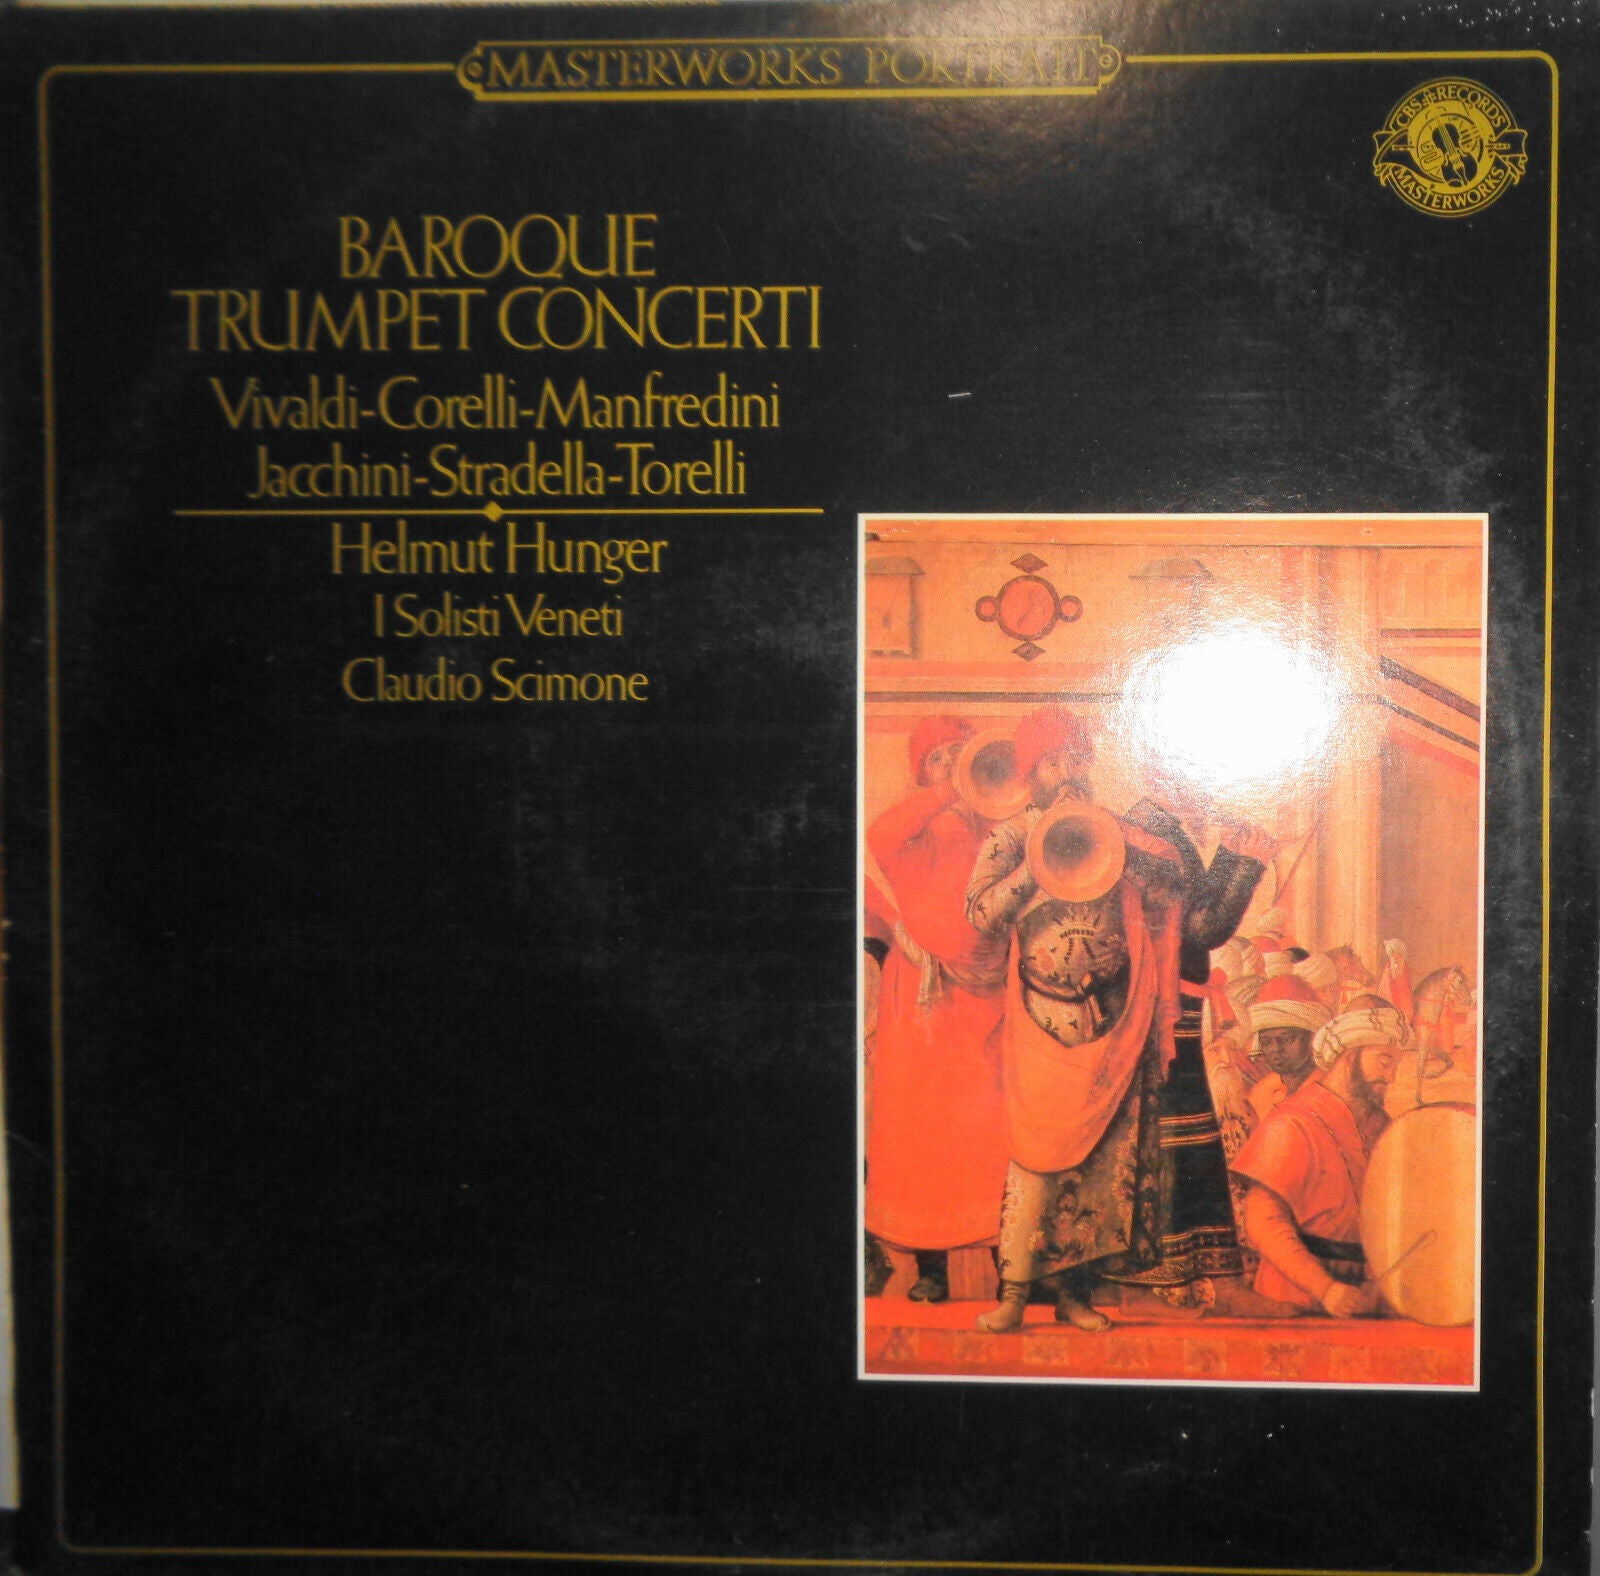 MASTERWORKS PORTRAIT
CBS RECORDS
MASTERWORKS
BAROQUE
TRUMPET CONCERTI
Vivaldi-Corelli-Manfredini
Jacchini-Stradella-Torelli
Helmut Hunger
I Solisti Veneti
Claudio Scimone